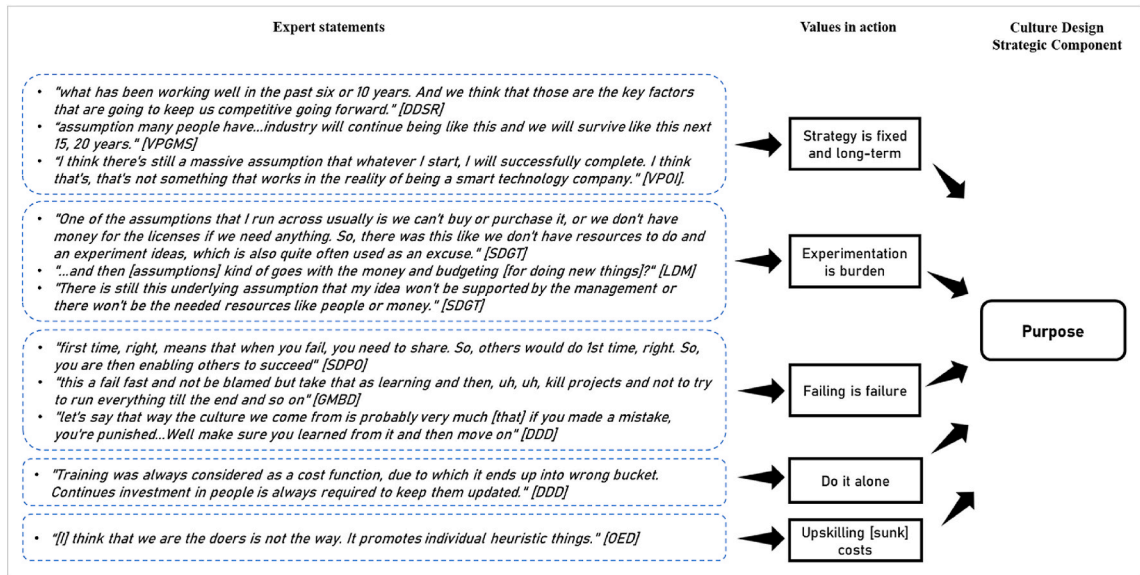 Expert statements
Values in action
Culture Design
Strategic Component
• "what has been working well in the past six or 10 years. And we think that those are the key factors
that are going to keep us competitive going forward." [DDSR]
• "assumption many people have...industry will continue being like this and we will survive like this next
15, 20 years." [VPGMS]
• "I think there's still a massive assumption that whatever I start, I will successfully complete. I think
that's, that's not something that works in the reality of being a smart technology company." [VPOI].
Strategy is fixed
and long-term
• "One of the assumptions that I run across usually is we can't buy or purchase it, or we don't have
money for the licenses if we need anything. So, there was this like we don't have resources to do and
an experiment ideas, which is also quite often used as an excuse." [SDGT]
• "...and then [assumptions] kind of goes with the money and budgeting [for doing new things]?" [LDM]
• "There is still this underlying assumption that my idea won't be supported by the management or
there won't be the needed resources like people or money." [SDGT]
Experimentation
is burden
Purpose
• "first time, right, means that when you fail, you need to share. So, others would do 1st time, right. So,
you are then enabling others to succeed" [SDPO]
• "this a fail fast and not be blamed but take that as learning and then, uh, uh, kill projects and not to try
to run everything till the end and so on" [GMBD]
• "let's say that way the culture we come from is probably very much [that] if you made a mistake,
you're punished...Well make sure you learned from it and then move on" [DDD]
Failing is failure
• "Training was always considered as a cost function, due to which it ends up into wrong bucket.
Continues investment in people is always required to keep them updated." [DDD]
Do it alone
• "[I] think that we are the doers is not the way. It promotes individual heuristic things." [OED]
Upskilling [sunk]
costs